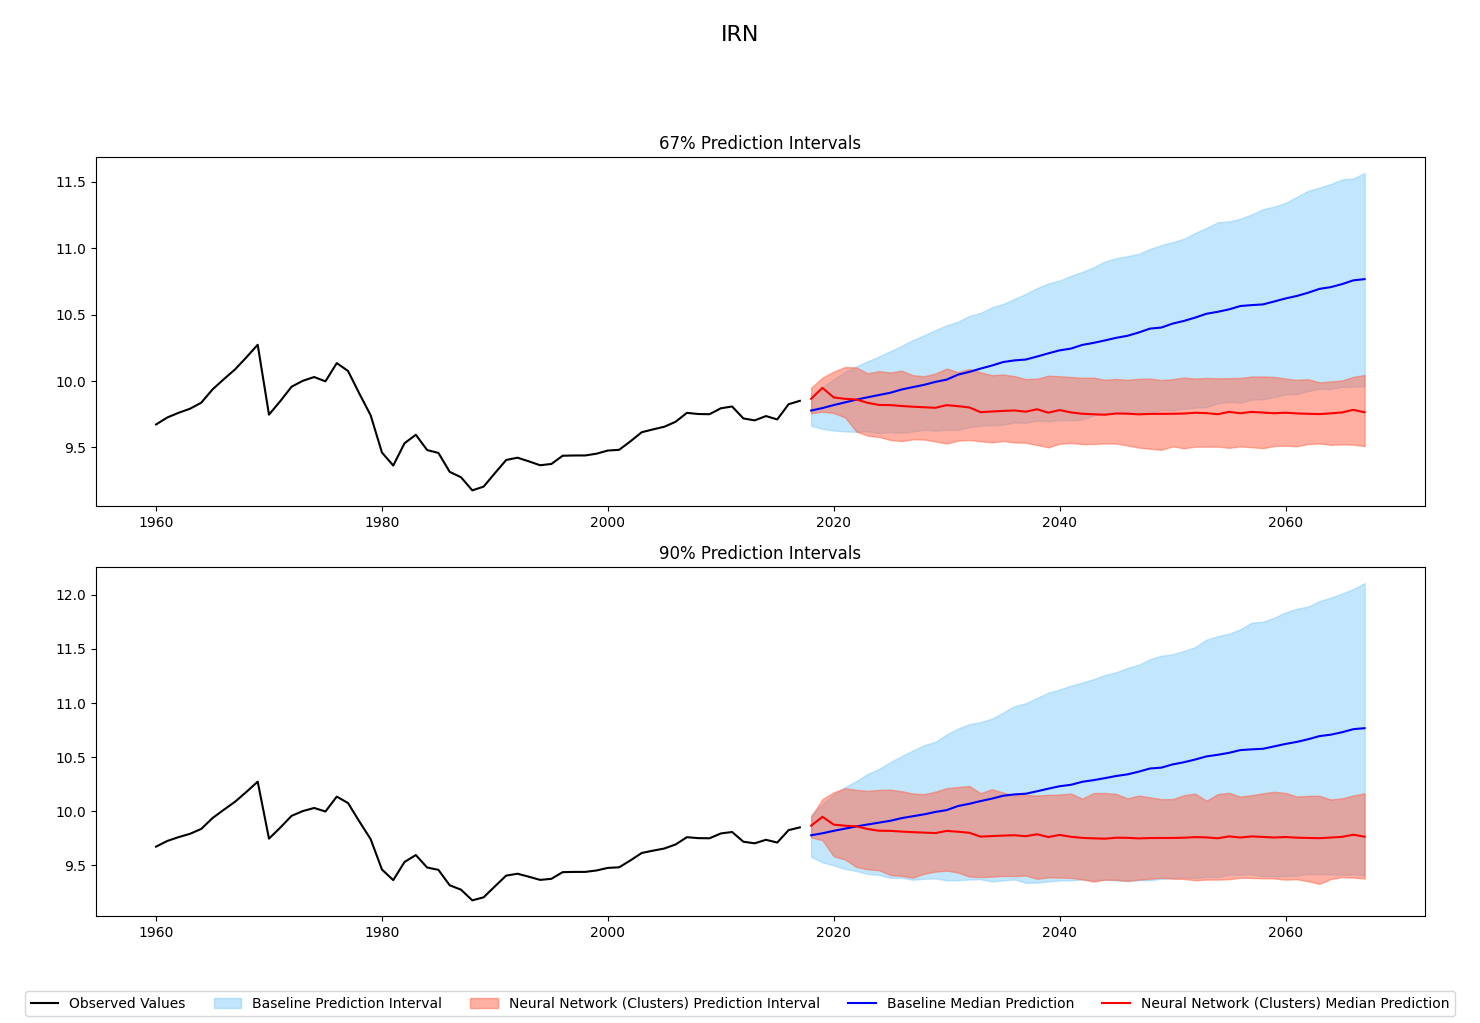 IRN
67% Prediction Intervals
11.5
11.0
10.5
10.0
9.5
1960 1980 2000 2020 2040 2060
90% Prediction Intervals
12.0
11.5
11.0
10.5
10.0
9.5
1960 1980 2000 2020 2040 2060
Observed Values Baseline Prediction Interval Neural Network (Clusters) Prediction Interval Baseline Median Prediction Neural Network (Clusters) Median Prediction